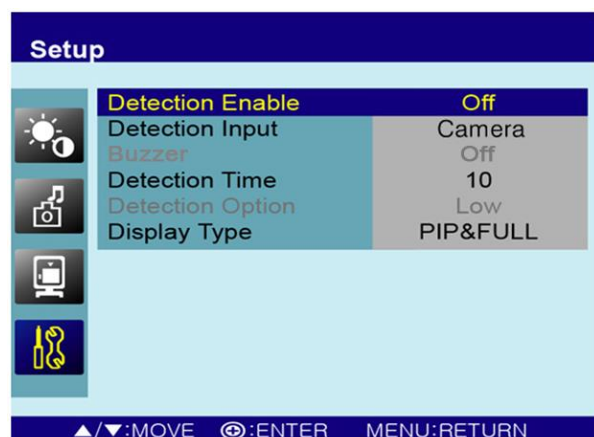 Setup
Detection Enable Off
Detection Input Camera
Buzzer Off
Detection Time 10
Detection Option Low
Display Type PIP&FULL
▲/▼:MOVE ⊕:ENTER MENU:RETURN